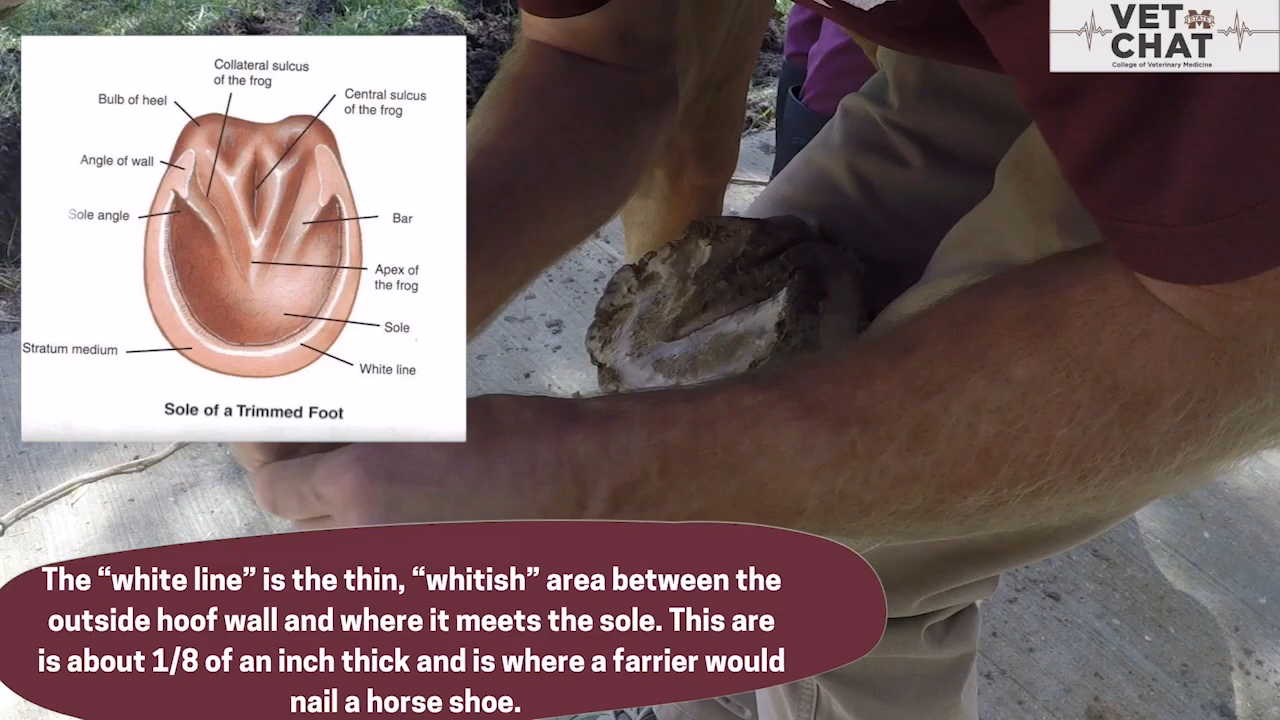 VET
STATE
CHAT
College of Veterinary Medicine
Collateral sulcus
of the frog
Central sulcus
of the frog
Bulb of heel
Angle of wall
Sole angle
Bar
Apex of
the frog
Sole
Stratum medium
White line
Sole of a Trimmed Foot
The “white line” is the thin, “whitish” area between the
outside hoof wall and where it meets the sole. This are
is about 1/8 of an inch thick and is where a farrier would
nail a horse shoe.